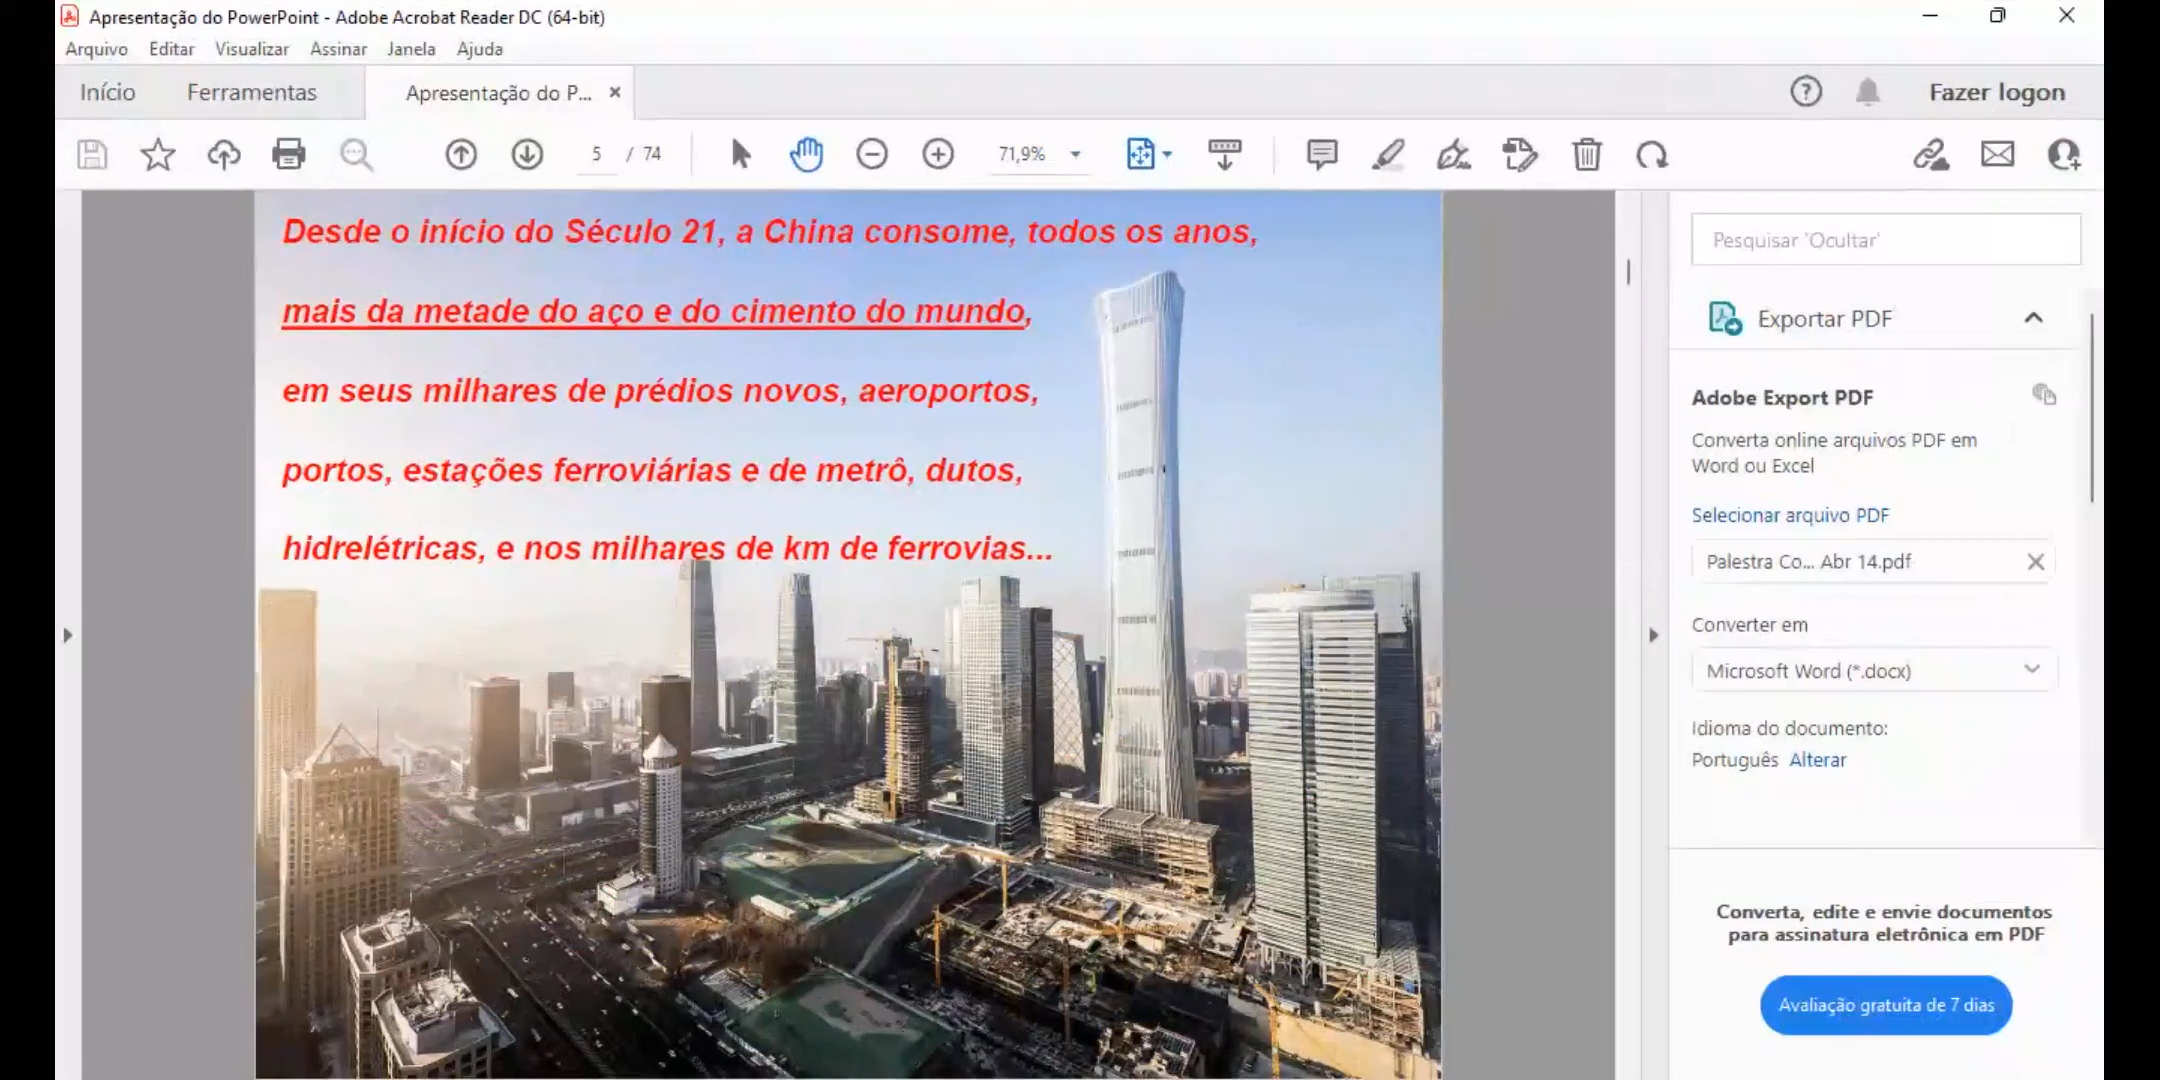 Apresentação do PowerPoint - Adobe Acrobat Reader DC (64-bit)
Arquivo Editar Visualizar Assinar Janela Ajuda
Início Ferramentas Apresentação do P... Fazer logon
5 / 74 71,9%
Desde o início do Século 21, a China consome, todos os anos,
mais da metade do aço e do cimento do mundo,
em seus milhares de prédios novos, aeroportos,
portos, estações ferroviárias e de metrô, dutos,
hidrelétricas, e nos milhares de km de ferrovias...
Pesquisar 'Ocultar'
Exportar PDF
Adobe Export PDF
Converta online arquivos PDF em
Word ou Excel
Selecionar arquivo PDF
Palestra Co... Abr 14.pdf
Converter em
Microsoft Word (*.docx)
Idioma do documento:
Português Alterar
Converta, edite e envie documentos
para assinatura eletrônica em PDF
Avaliação gratuita de 7 dias